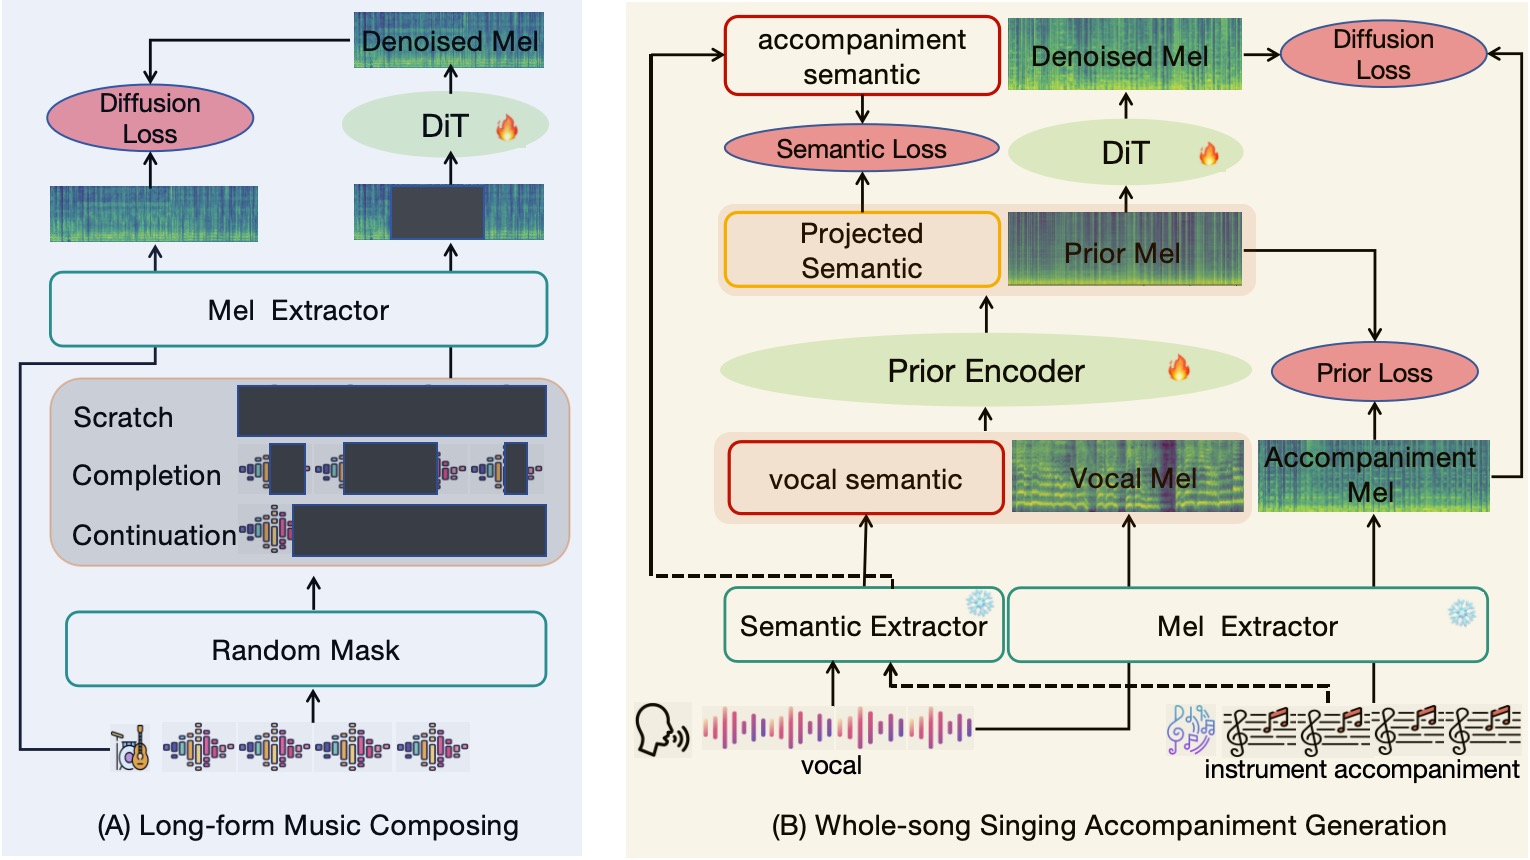 Denoised Mel
Diffusion
Loss
DiT
Mel Extractor
Scratch
Completion
Continuation
Random Mask
(A) Long-form Music Composing
accompaniment
semantic
Denoised Mel
Diffusion
Loss
Semantic Loss
DiT
Projected
Semantic
Prior Mel
Prior Encoder
Prior Loss
vocal semantic
Vocal Mel
Accompaniment
Mel
Semantic Extractor
Mel Extractor
vocal
instrument accompaniment
(B) Whole-song Singing Accompaniment Generation